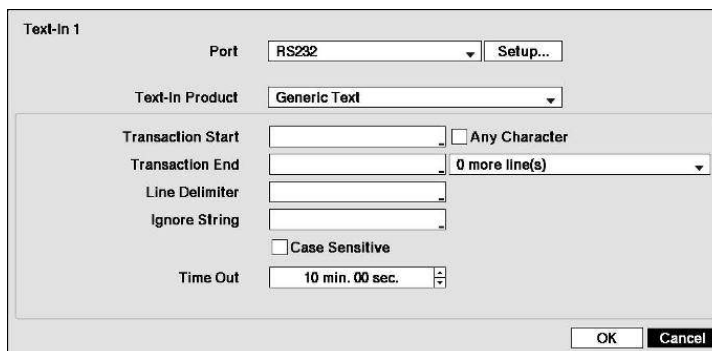 Text-In 1
Port RS232 Setup...
Text-In Product Generic Text
Transaction Start Any Character
Transaction End 0 more line(s)
Line Delimiter
Ignore String
Case Sensitive
Time Out 10 min. 00 sec.
OK Cancel